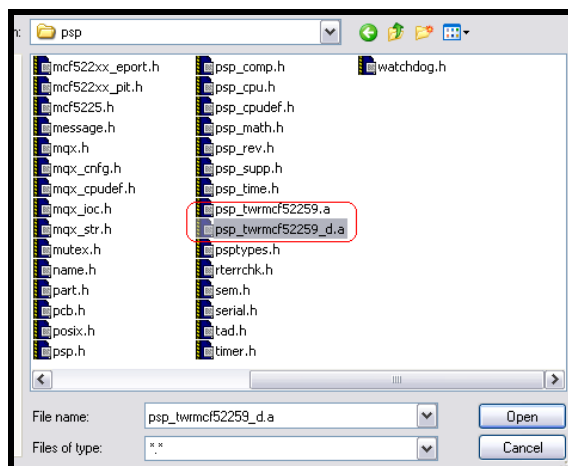 n:
psp
mcf522xx_eport.h
mcf522xx_pit.h
mcf5225.h
message.h
mqx.h
mqx_cnfg.h
mqx_cpudef.h
mqx_ioc.h
mqx_str.h
mutex.h
name.h
part.h
pcb.h
posix.h
psp.h
psp_comp.h
psp_cpu.h
psp_cpudef.h
psp_math.h
psp_rev.h
psp_supp.h
psp_time.h
psp_twrmcf52259.a
psp_twrmcf52259_d.a
psptypes.h
rterrchk.h
sem.h
serial.h
tad.h
timer.h
watchdog.h
File name:
psp_twrmcf52259_d.a
Open
Files of type:
*.*
Cancel